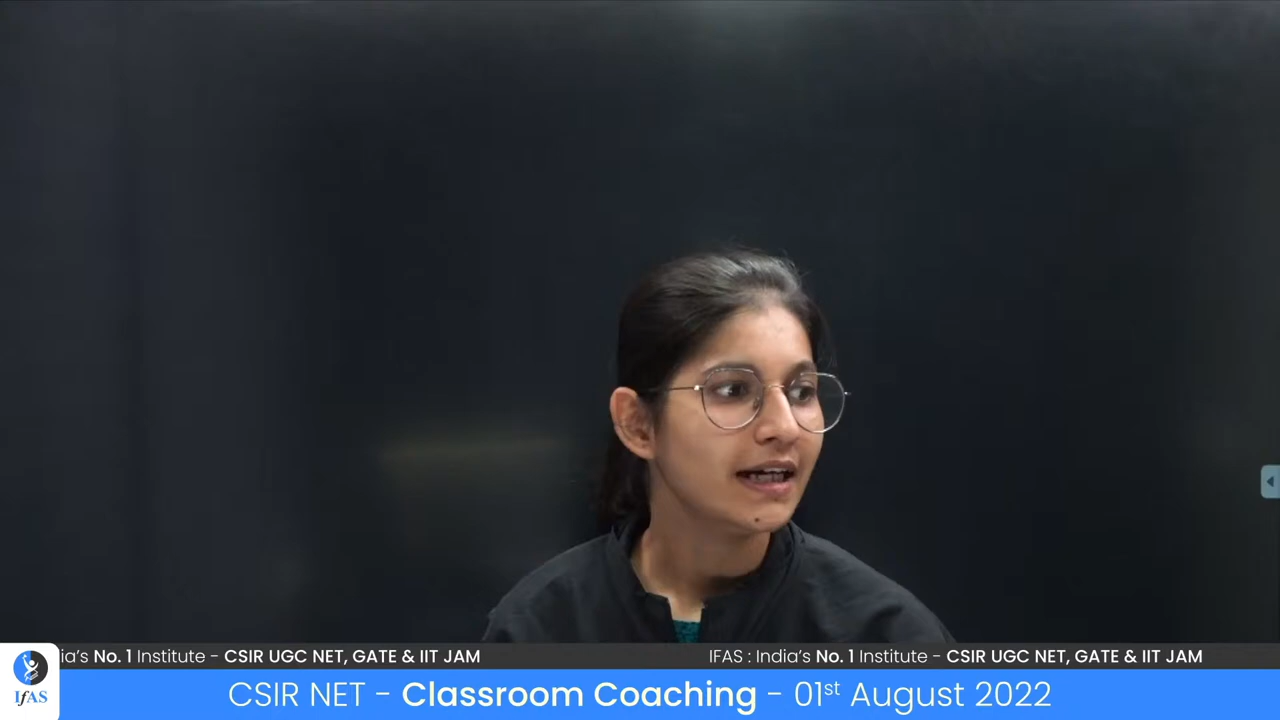 ia's No. 1 Institute - CSIR UGC NET, GATE & IIT JAM
IFAS : India's No. 1 Institute - CSIR UGC NET, GATE & IIT JAM
IfAS
CSIR NET - Classroom Coaching - 01st August 2022